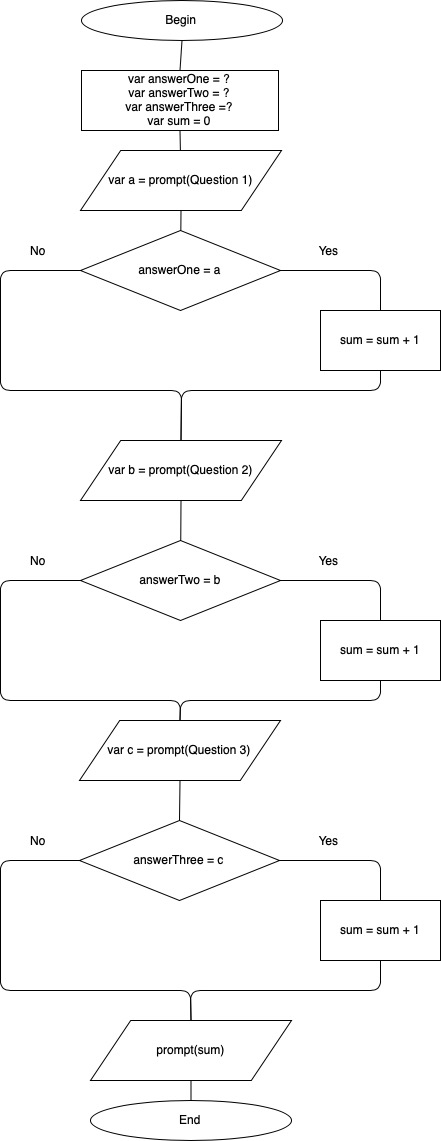 Begin
var answerOne = ?
var answerTwo = ?
var answerThree =?
var sum = 0
var a = prompt(Question 1)
No
Yes
answerOne = a
sum = sum + 1
var b = prompt(Question 2)
No
Yes
answerTwo = b
sum = sum + 1
var c = prompt(Question 3)
No
Yes
answerThree = c
sum = sum + 1
prompt(sum)
End